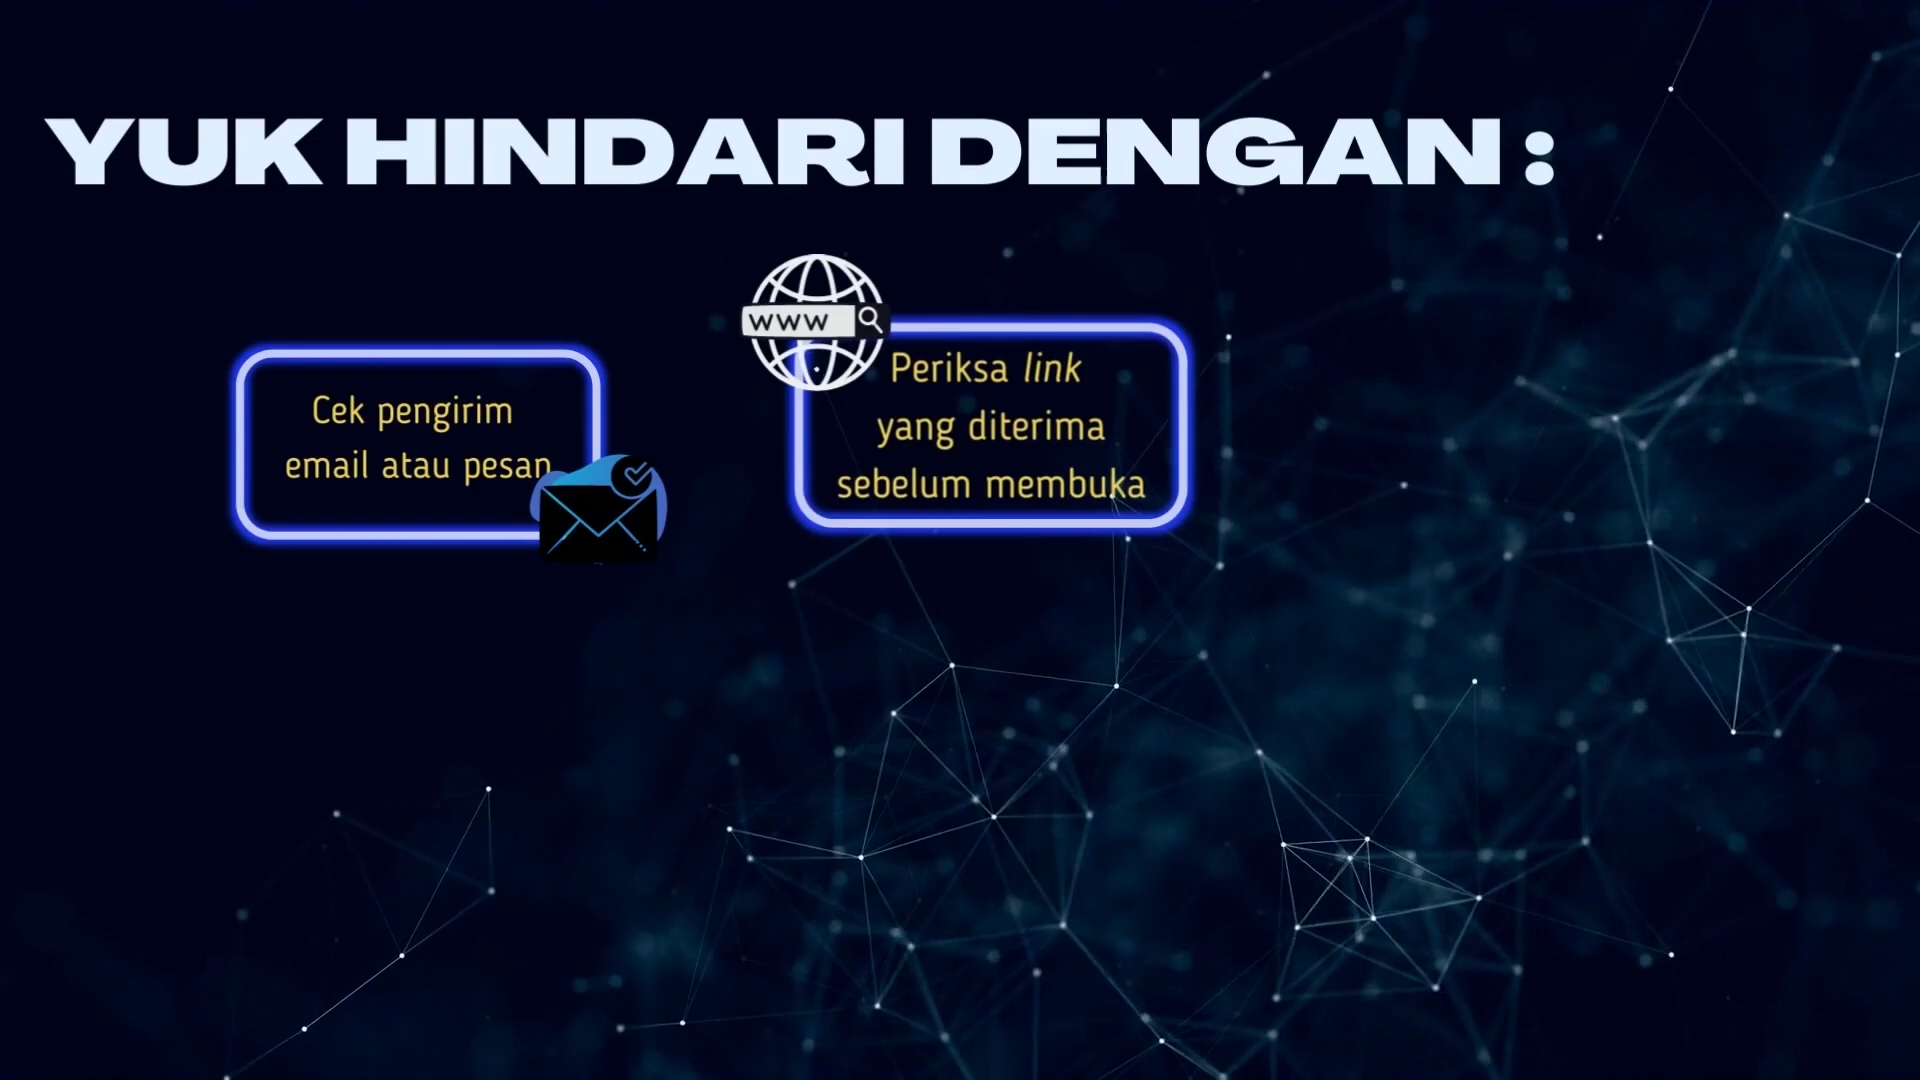 YUK HINDARI DENGAN :
WWW
Cek pengirim
email atau pesan
Periksa link
yang diterima
sebelum membuka